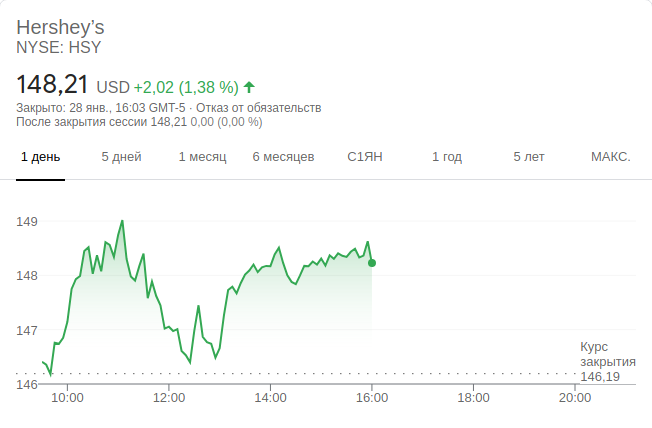 Hershey’s
NYSE: HSY
148,21 USD +2,02 (1,38 %)
Закрыто: 28 янв., 16:03 GMT-5 · Отказ от обязательств
После закрытия сессии 148,21 0,00 (0,00 %)
1 день 5 дней 1 месяц 6 месяцев С1ЯН 1 год 5 лет МАКС.
149
148
147
Курс
закрытия
146,19
146
10:00 12:00 14:00 16:00 18:00 20:00